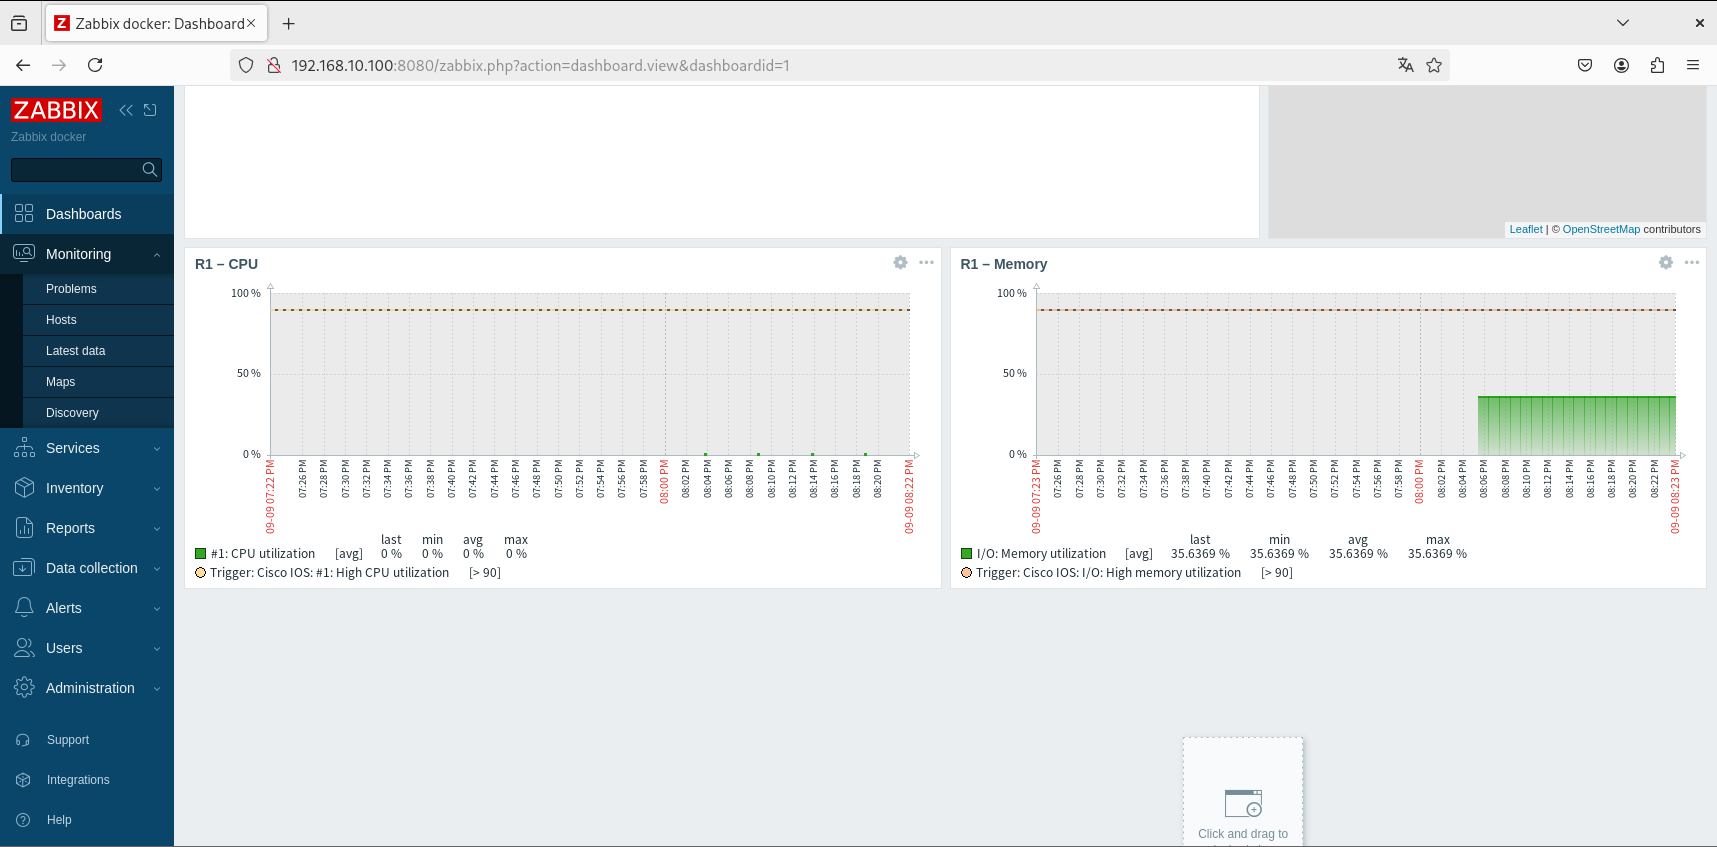 Zabbix docker: Dashboard
192.168.10.100:8080/zabbix.php?action=dashboard.view&dashboardid=1
ZABBIX
Zabbix docker
Dashboards
Monitoring
Problems
Hosts
Latest data
Maps
Discovery
Services
Inventory
Reports
Data collection
Alerts
Users
Administration
Support
Integrations
Help
Leaflet | © OpenStreetMap contributors
R1 – CPU
100 %
50 %
0 %
09-09 07:22 PM
07:26 PM
07:28 PM
07:30 PM
07:32 PM
07:34 PM
07:36 PM
07:38 PM
07:40 PM
07:42 PM
07:44 PM
07:46 PM
07:48 PM
07:50 PM
07:52 PM
07:54 PM
07:56 PM
07:58 PM
08:00 PM
08:02 PM
08:04 PM
08:06 PM
08:08 PM
08:10 PM
08:12 PM
08:14 PM
08:16 PM
08:18 PM
08:20 PM
09-09 08:22 PM
last min avg max
#1: CPU utilization [avg] 0 % 0 % 0 % 0 %
Trigger: Cisco IOS: #1: High CPU utilization [> 90]
R1 – Memory
100 %
50 %
0 %
09-09 07:23 PM
07:26 PM
07:28 PM
07:30 PM
07:32 PM
07:34 PM
07:36 PM
07:38 PM
07:40 PM
07:42 PM
07:44 PM
07:46 PM
07:48 PM
07:50 PM
07:52 PM
07:54 PM
07:56 PM
07:58 PM
08:00 PM
08:02 PM
08:04 PM
08:06 PM
08:08 PM
08:10 PM
08:12 PM
08:14 PM
08:16 PM
08:18 PM
08:20 PM
08:22 PM
09-09 08:23 PM
last min avg max
I/O: Memory utilization [avg] 35.6369 % 35.6369 % 35.6369 % 35.6369 %
Trigger: Cisco IOS: I/O: High memory utilization [> 90]
Click and drag to